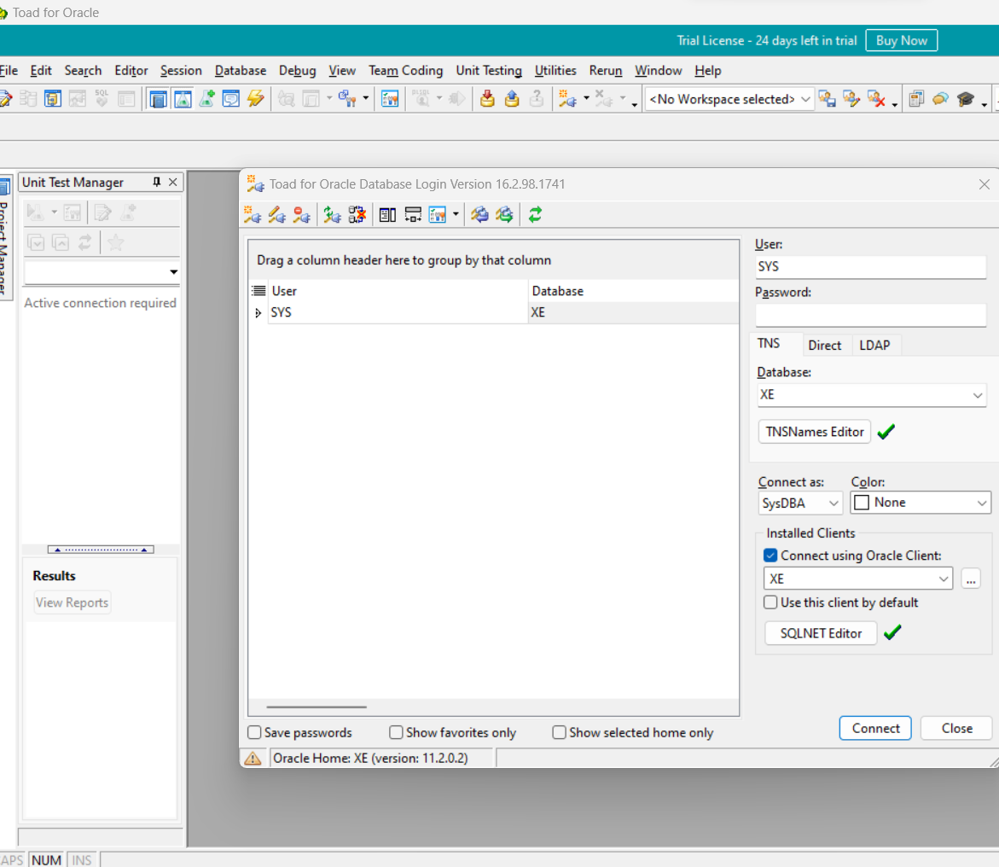 Toad for Oracle
Trial License - 24 days left in trial Buy Now
File Edit Search Editor Session Database Debug View Team Coding Unit Testing Utilities Rerun Window Help
<No Workspace selected>
Project Manager
Unit Test Manager
Active connection required
Results
View Reports
Toad for Oracle Database Login Version 16.2.98.1741
Drag a column header here to group by that column
User Database
SYS XE
User:
SYS
Password:
TNS Direct LDAP
Database:
XE
TNSNames Editor
Connect as: Color:
SysDBA None
Installed Clients
Connect using Oracle Client:
XE ...
Use this client by default
SQLNET Editor
Save passwords Show favorites only Show selected home only
Connect Close
Oracle Home: XE (version: 11.2.0.2)
APS NUM INS